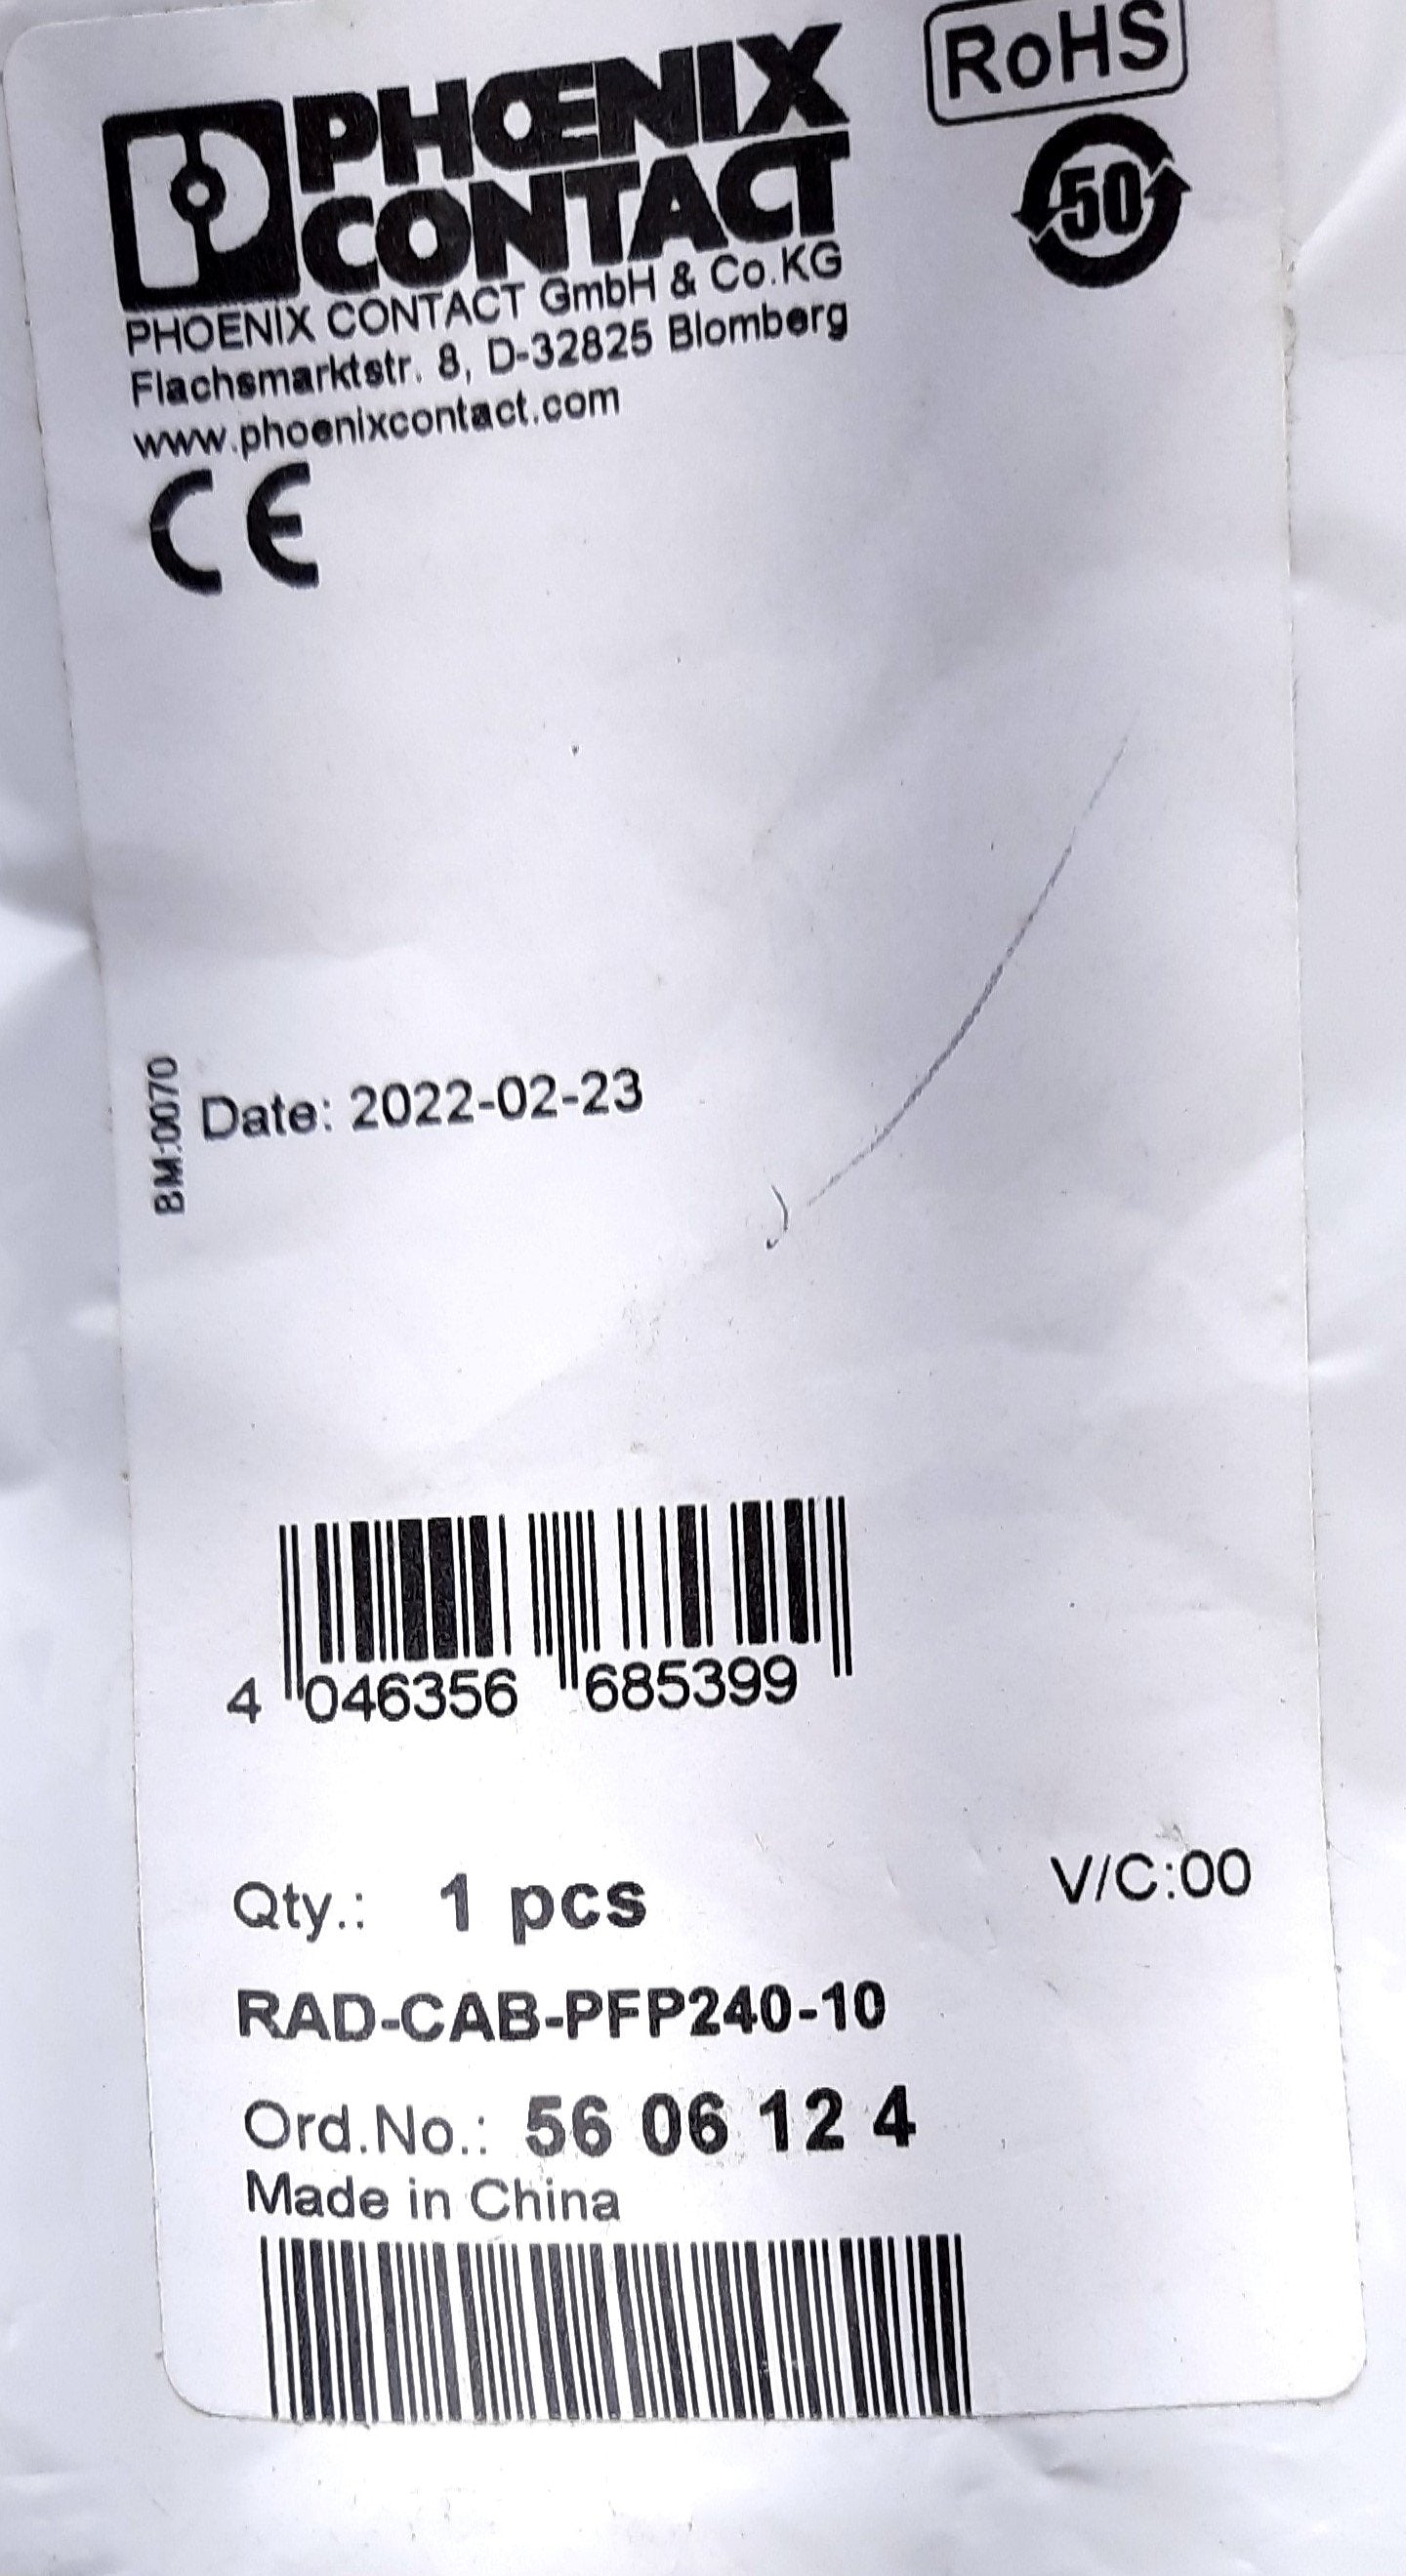 PHŒNIX
CONTACT
RoHS
50
PHOENIX CONTACT GmbH & Co.KG
Flachsmarktstr. 8, D-32825 Blomberg
www.phoenixcontact.com
CE
BM:0070
Date: 2022-02-23
4 046356 685399
Qty.: 1 pcs
V/C:00
RAD-CAB-PFP240-10
Ord.No.: 56 06 12 4
Made in China